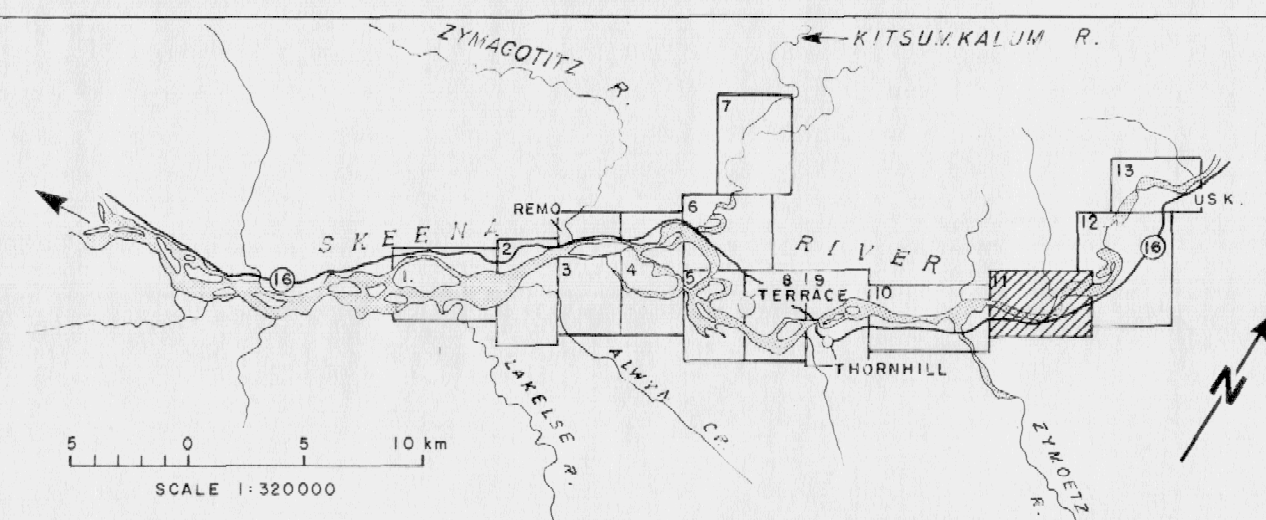 ZYMAGOTITZ R.
KITSUMKALUM R.
7
13
USK.
REMO
6
12
SKEENA
RIVER
2
16
16
1.
3
4
5
8
9
10
11
TERRACE
THORNHILL
LAKELSE R.
ALWYN CR.
ZYMOETZ R.
N
5 0 5 10 km
SCALE 1:320000